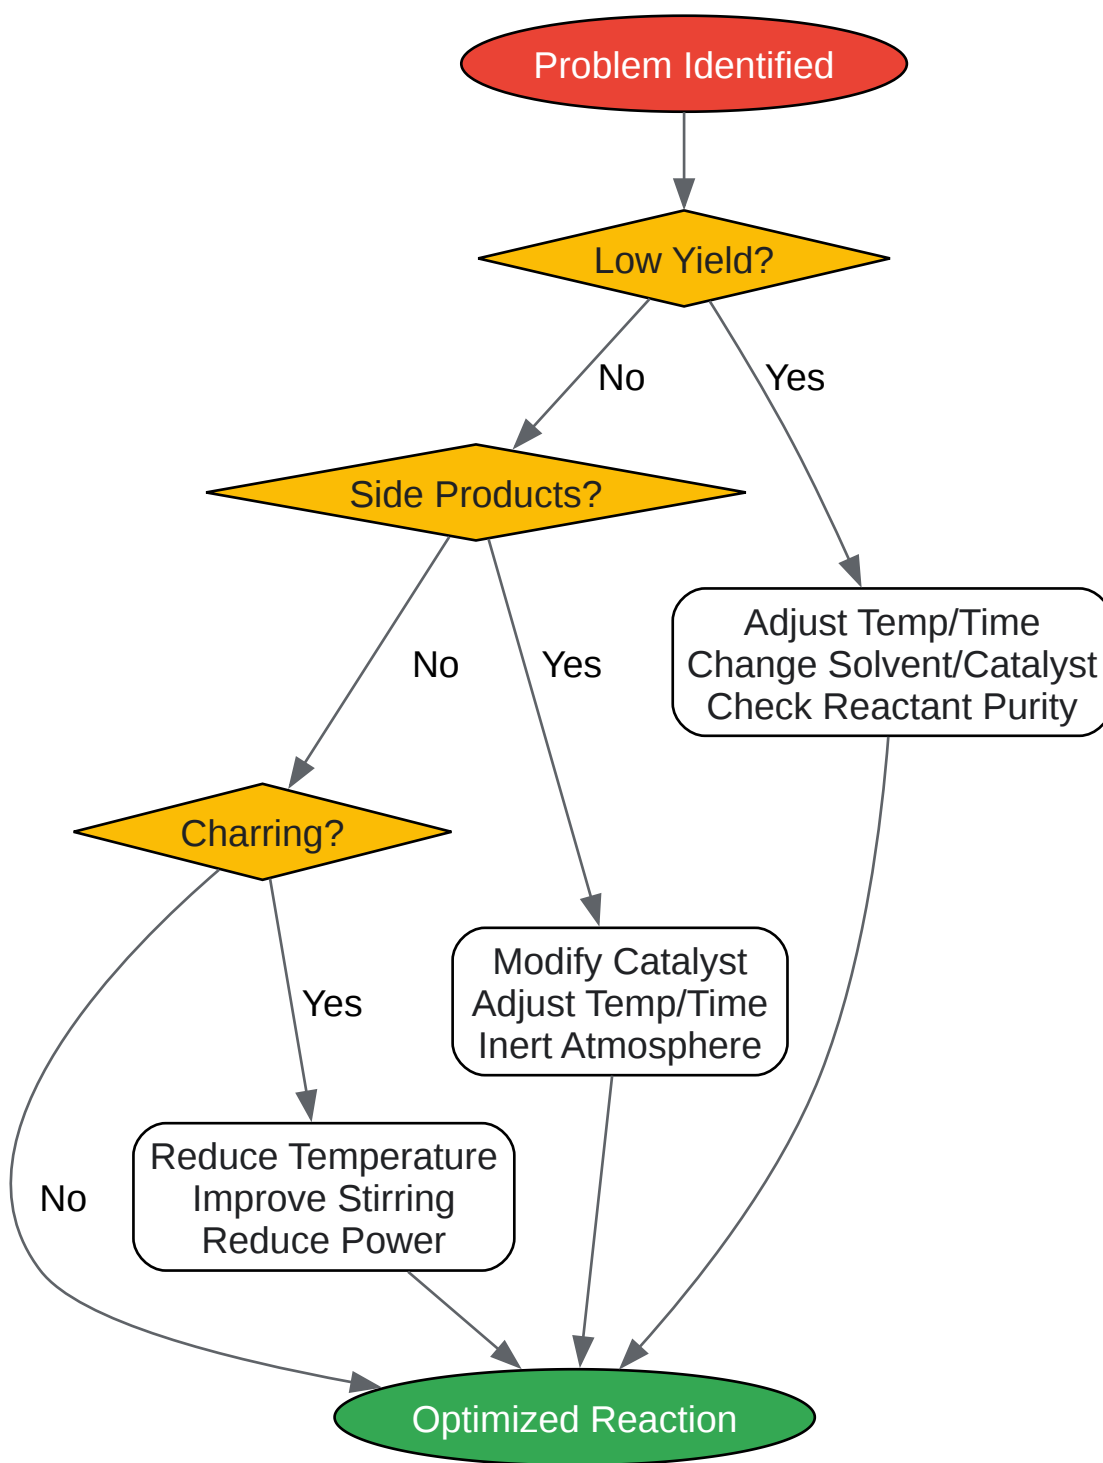 Problem Identified
Low Yield?
No
Yes
Side Products?
Adjust Temp/Time
Change Solvent/Catalyst
Check Reactant Purity
No
Yes
Charring?
Modify Catalyst
Adjust Temp/Time
Inert Atmosphere
Yes
Reduce Temperature
Improve Stirring
Reduce Power
No
Optimized Reaction